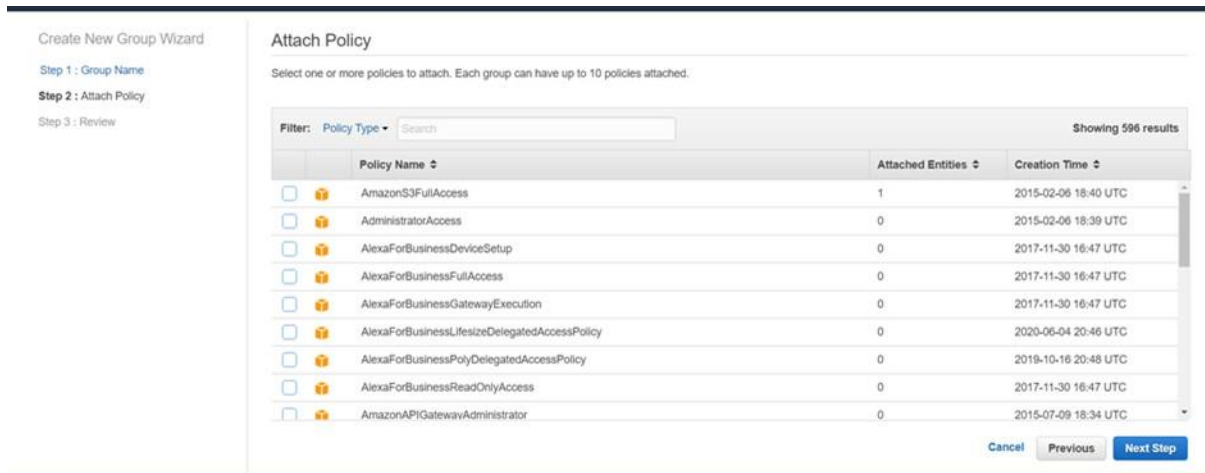 Create New Group Wizard
Step 1 : Group Name
Step 2 : Attach Policy
Step 3 : Review
Attach Policy
Select one or more policies to attach. Each group can have up to 10 policies attached.
Filter: Policy Type Search Showing 596 results
Policy Name Attached Entities Creation Time
AmazonS3FullAccess 1 2015-02-06 18:40 UTC
AdministratorAccess 0 2015-02-06 18:39 UTC
AlexaForBusinessDeviceSetup 0 2017-11-30 16:47 UTC
AlexaForBusinessFullAccess 0 2017-11-30 16:47 UTC
AlexaForBusinessGatewayExecution 0 2017-11-30 16:47 UTC
AlexaForBusinessLifesizeDelegatedAccessPolicy 0 2020-06-04 20:46 UTC
AlexaForBusinessPolyDelegatedAccessPolicy 0 2019-10-16 20:48 UTC
AlexaForBusinessReadOnlyAccess 0 2017-11-30 16:47 UTC
AmazonAPIGatewayAdministrator 0 2015-07-09 18:34 UTC
Cancel Previous Next Step